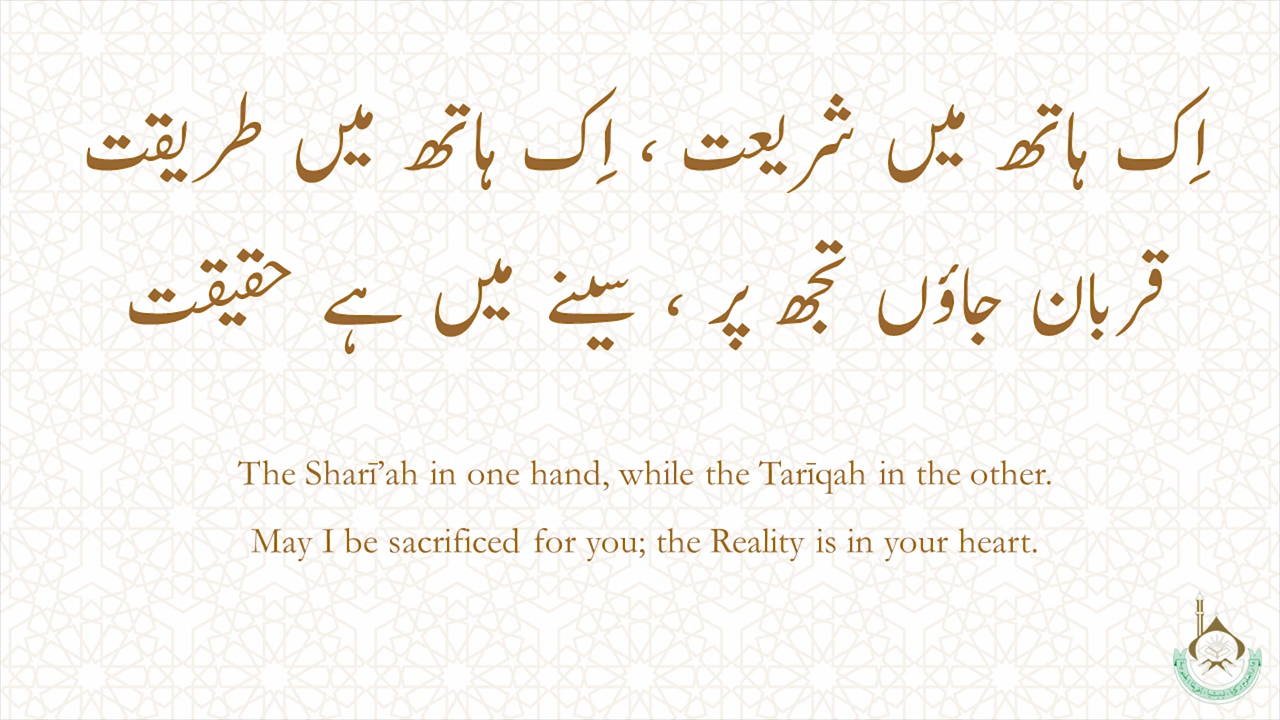 اِک ہاتھ میں شریعت ، اِک ہاتھ میں طریقت
قربان جاؤں تجھ پر ، سینے میں ہے حقیقت
The Sharī’ah in one hand, while the Tarīqah in the other.
May I be sacrificed for you; the Reality is in your heart.